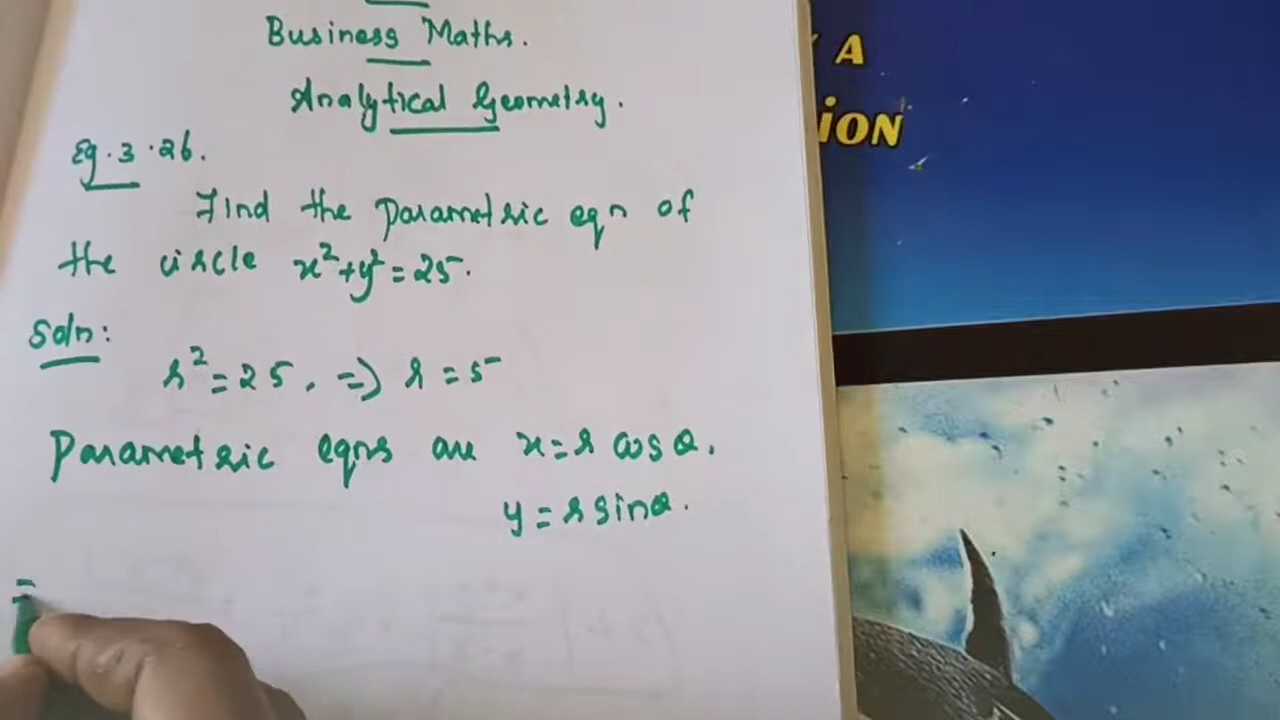 Business Maths.
Analytical Geometry.
Eg. 3.26.
Find the parametric eqn of
the circle x²+y²=25.
Soln:
r²=25, => r=5
Parametric eqns are x=r cosθ.
y=r sinθ.
=
Y A
iON